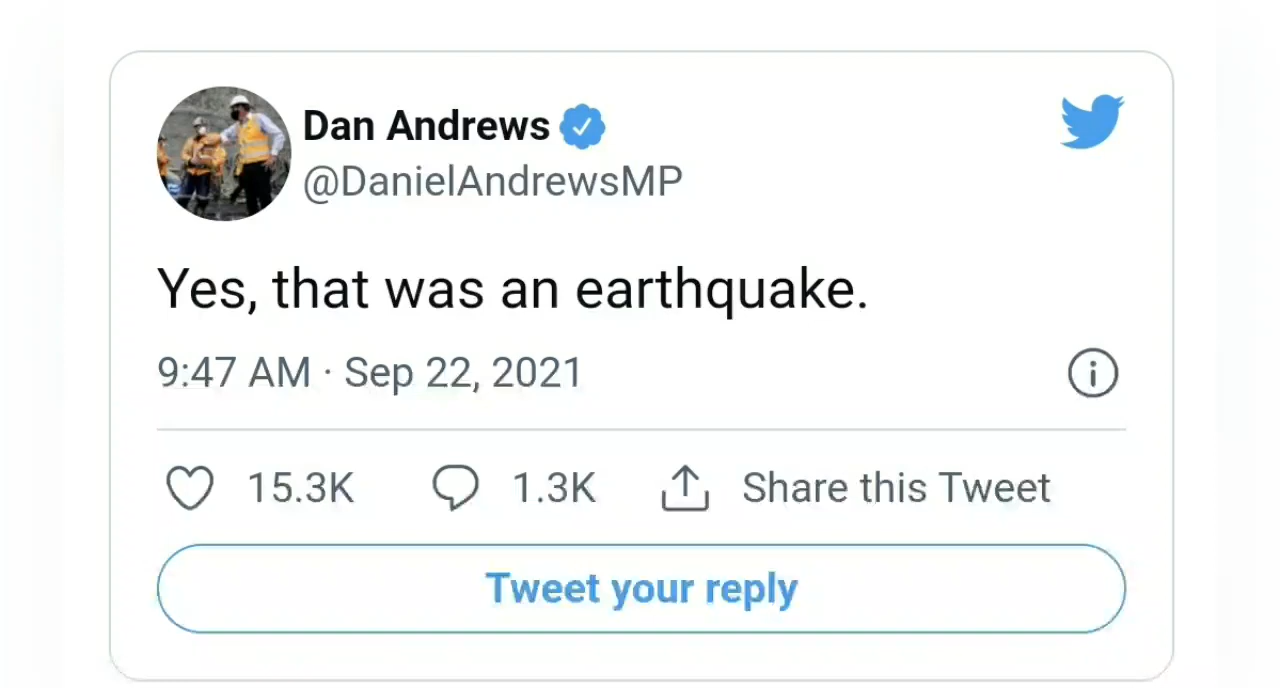 Dan Andrews
@DanielAndrewsMP
Yes, that was an earthquake.
9:47 AM · Sep 22, 2021
15.3K 1.3K Share this Tweet
Tweet your reply